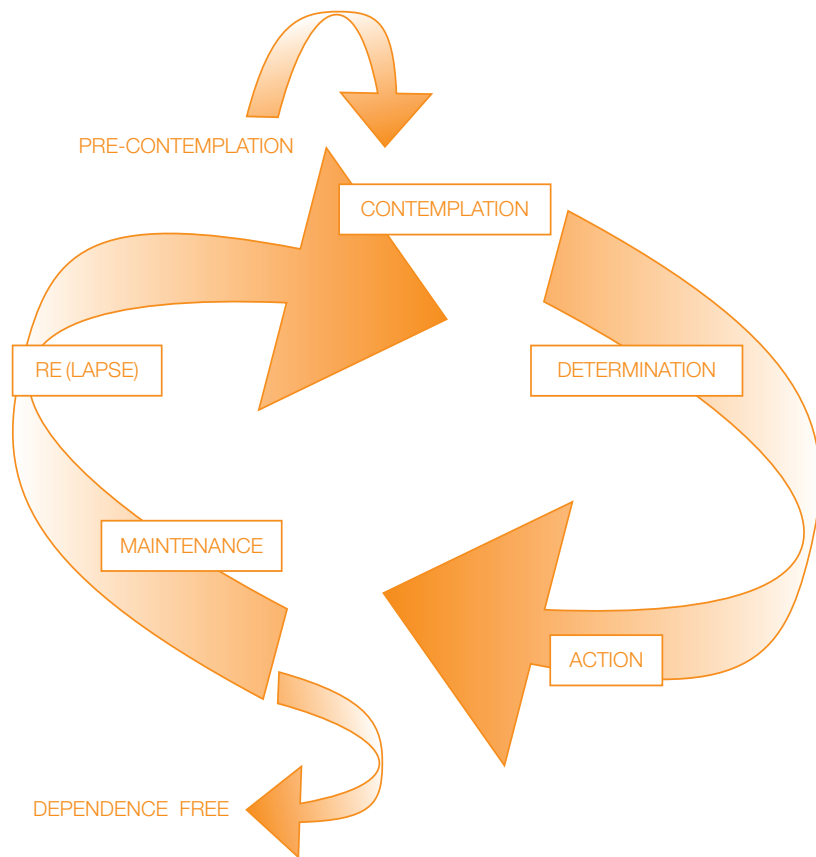 PRE-CONTEMPLATION
CONTEMPLATION
RE (LAPSE)
DETERMINATION
MAINTENANCE
ACTION
DEPENDENCE FREE